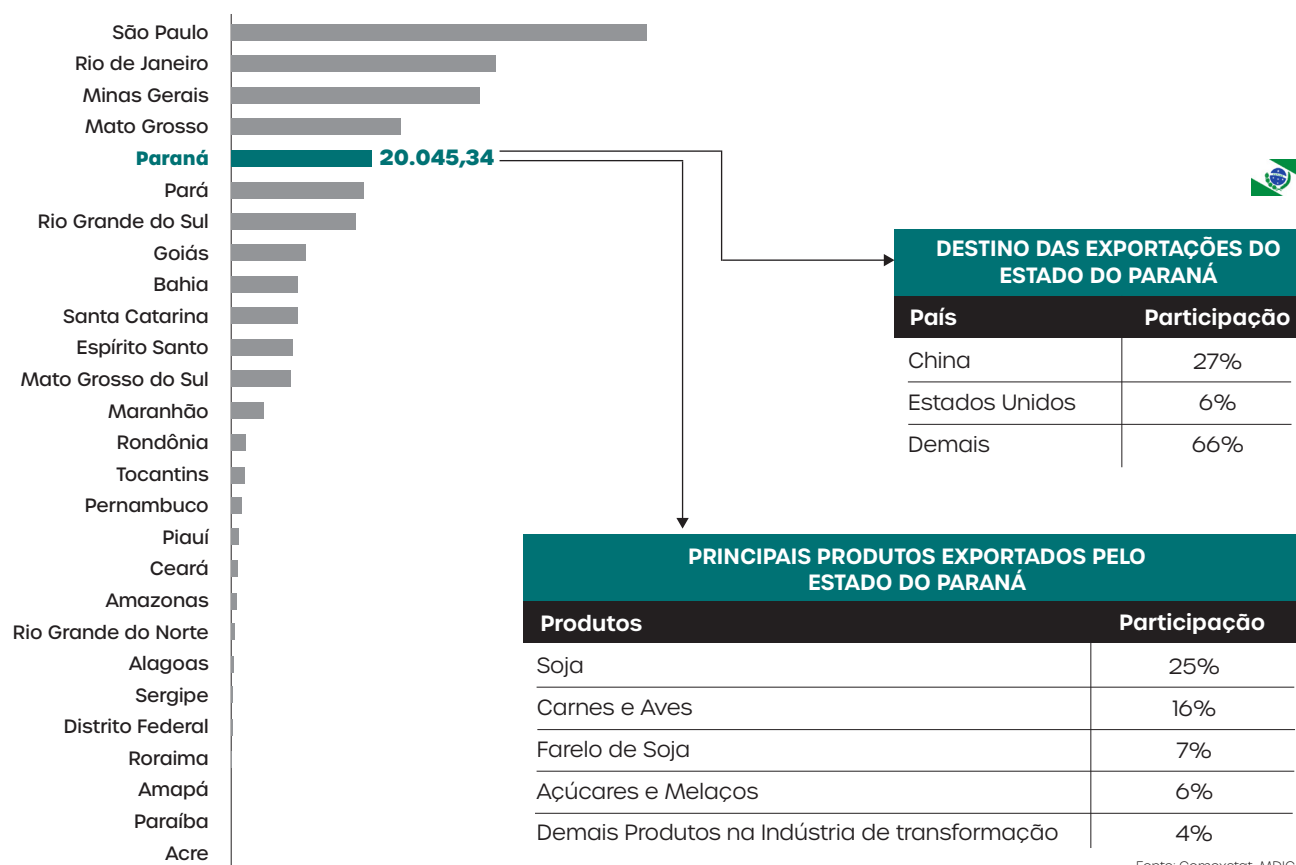 São Paulo
Rio de Janeiro
Minas Gerais
Mato Grosso
Paraná 20.045,34
Pará
Rio Grande do Sul
Goiás
Bahia
Santa Catarina
Espírito Santo
Mato Grosso do Sul
Maranhão
Rondônia
Tocantins
Pernambuco
Piauí
Ceará
Amazonas
Rio Grande do Norte
Alagoas
Sergipe
Distrito Federal
Roraima
Amapá
Paraíba
Acre
DESTINO DAS EXPORTAÇÕES DO
ESTADO DO PARANÁ
País Participação
China 27%
Estados Unidos 6%
Demais 66%
PRINCIPAIS PRODUTOS EXPORTADOS PELO
ESTADO DO PARANÁ
Produtos Participação
Soja 25%
Carnes e Aves 16%
Farelo de Soja 7%
Açúcares e Melaços 6%
Demais Produtos na Indústria de transformação 4%
Fonte: Comexstat, MDIC